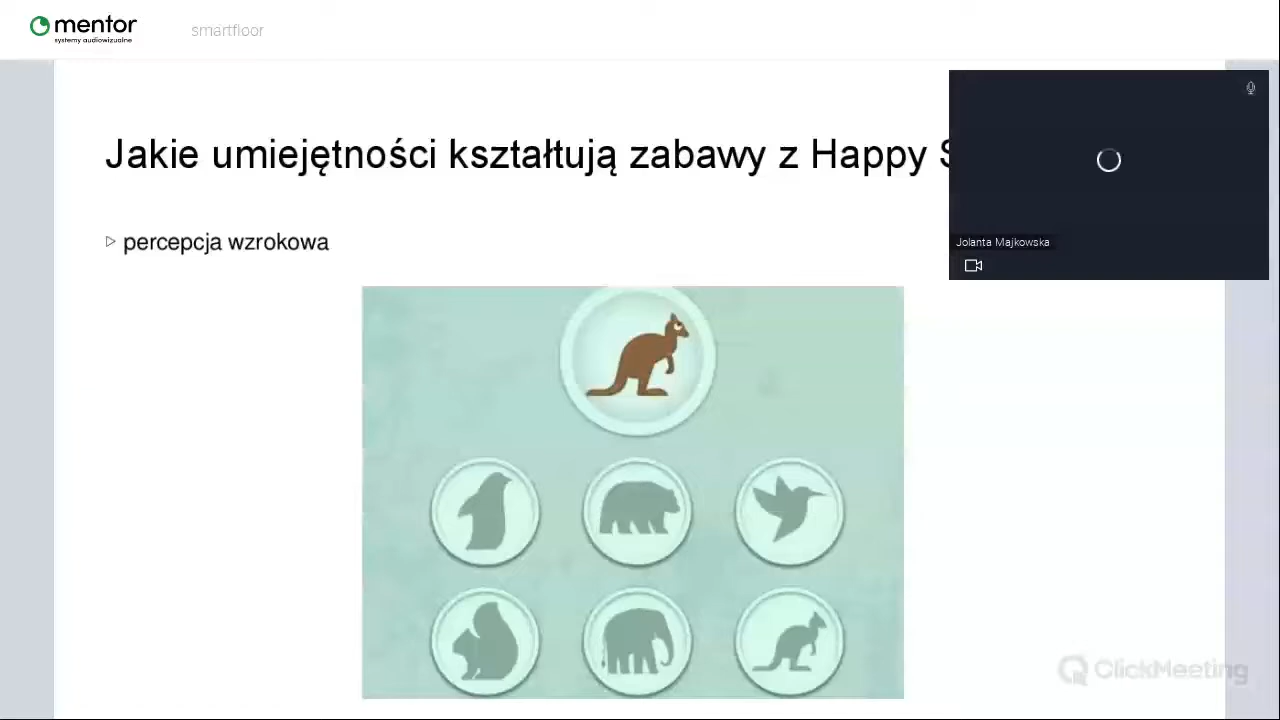 mentor
systemy audiowizualne
smartfloor
Jakie umiejętności kształtują zabawy z Happy
percepcja wzrokowa
Jolanta Majkowska
ClickMeeting